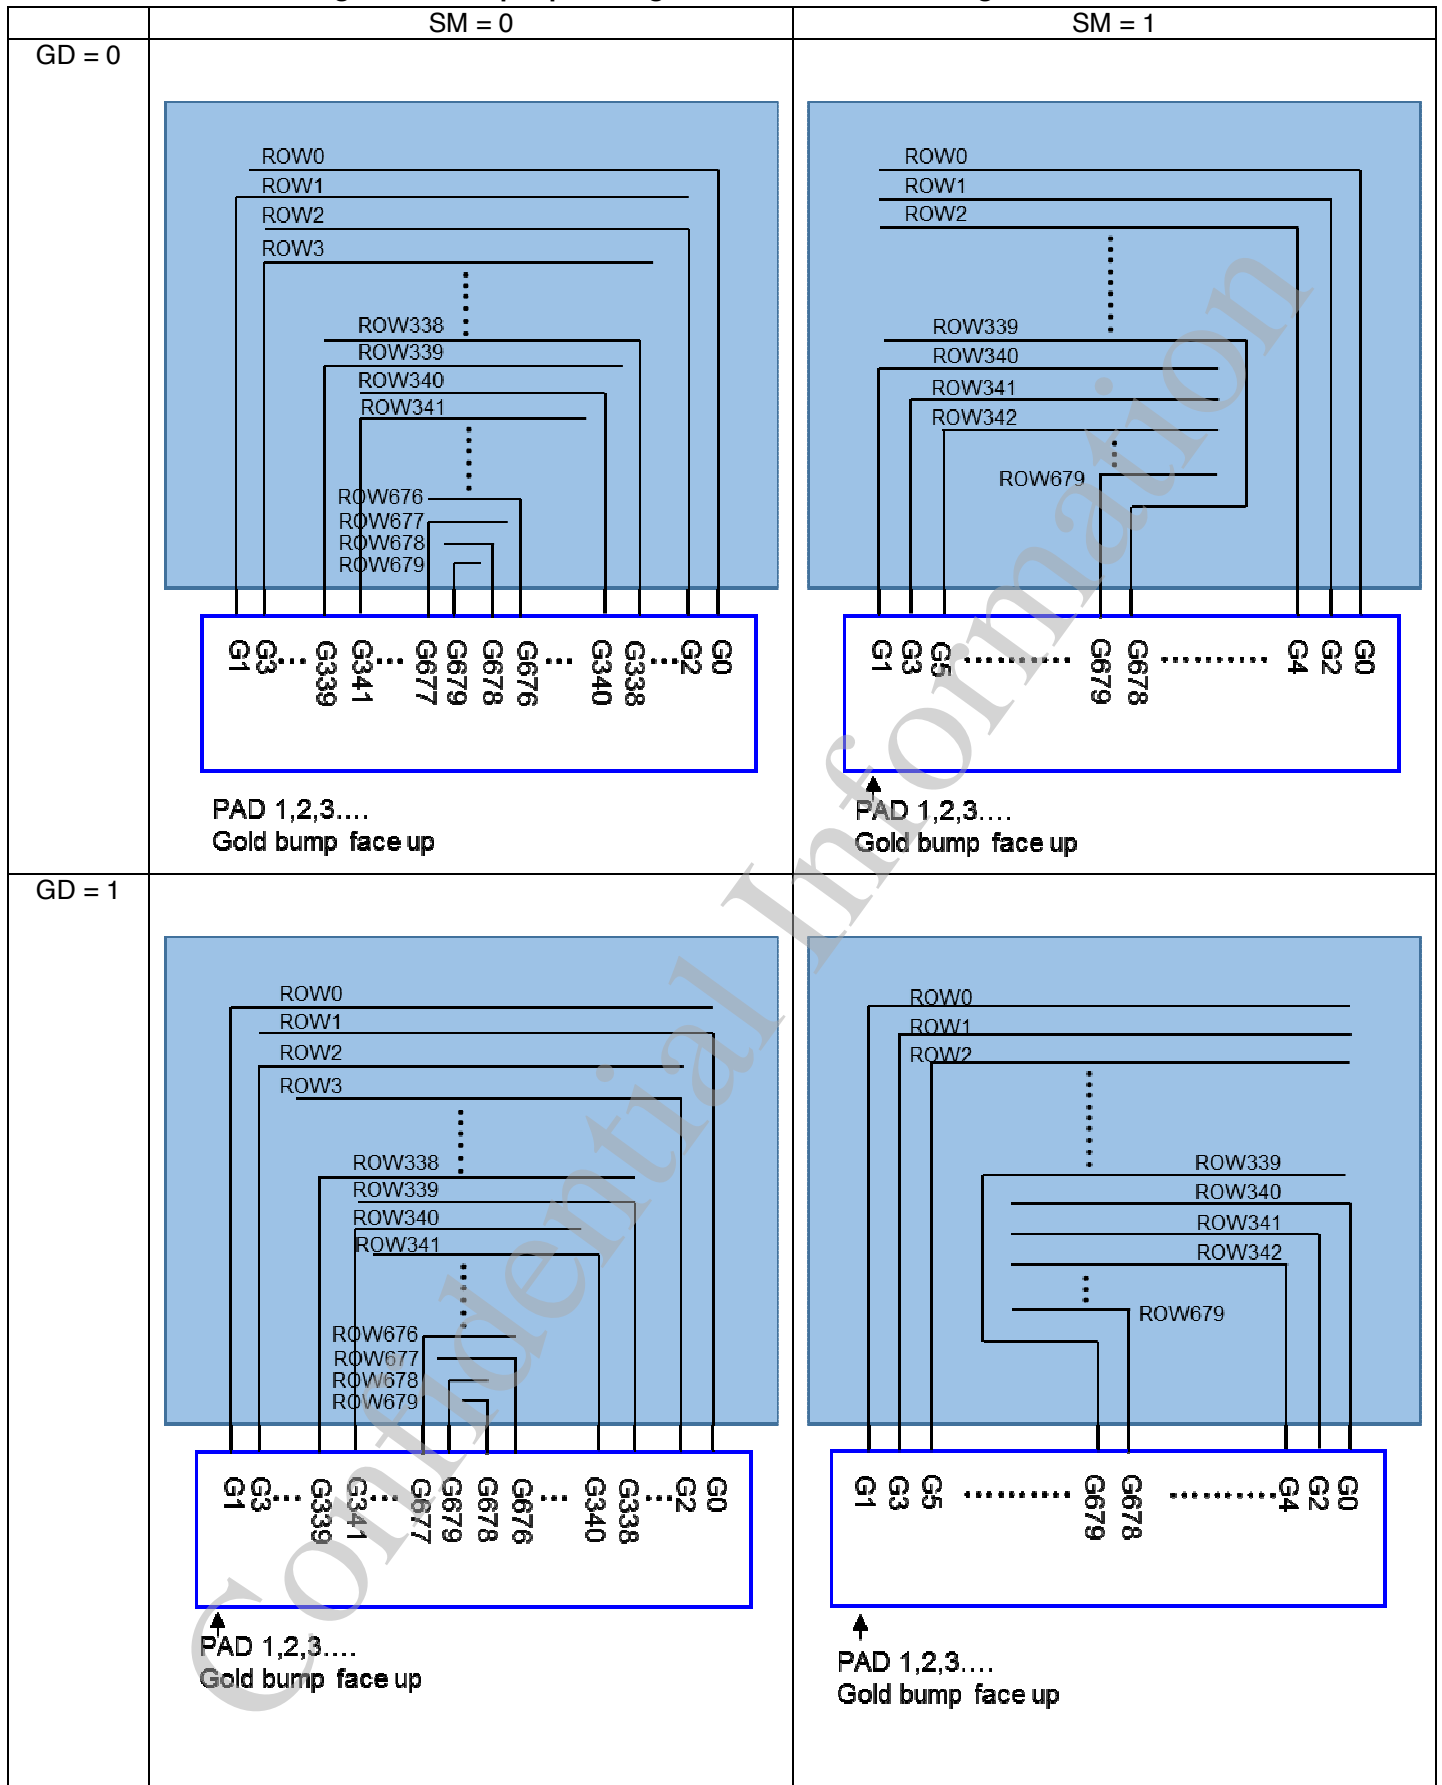 SM = 0
SM = 1
GD = 0
ROW0
ROW1
ROW2
ROW3
ROW338
ROW339
ROW340
ROW341
ROW676
ROW677
ROW678
ROW679
G1 G3 ... G339 G341 ... G677 G679 G678 G676 ... G340 G338 ... G2 G0
PAD 1,2,3....
Gold bump face up
ROW0
ROW1
ROW2
ROW339
ROW340
ROW341
ROW342
ROW679
G1 G3 G5 ........... G679 G678 ........... G4 G2 G0
PAD 1,2,3....
Gold bump face up
GD = 1
ROW0
ROW1
ROW2
ROW3
ROW338
ROW339
ROW340
ROW341
ROW676
ROW677
ROW678
ROW679
G1 G3 ... G339 G341 ... G677 G679 G678 G676 ... G340 G338 ... G2 G0
PAD 1,2,3....
Gold bump face up
ROW0
ROW1
ROW2
ROW339
ROW340
ROW341
ROW342
ROW679
G1 G3 G5 ........... G679 G678 ........... G4 G2 G0
PAD 1,2,3....
Gold bump face up
Confidential Information